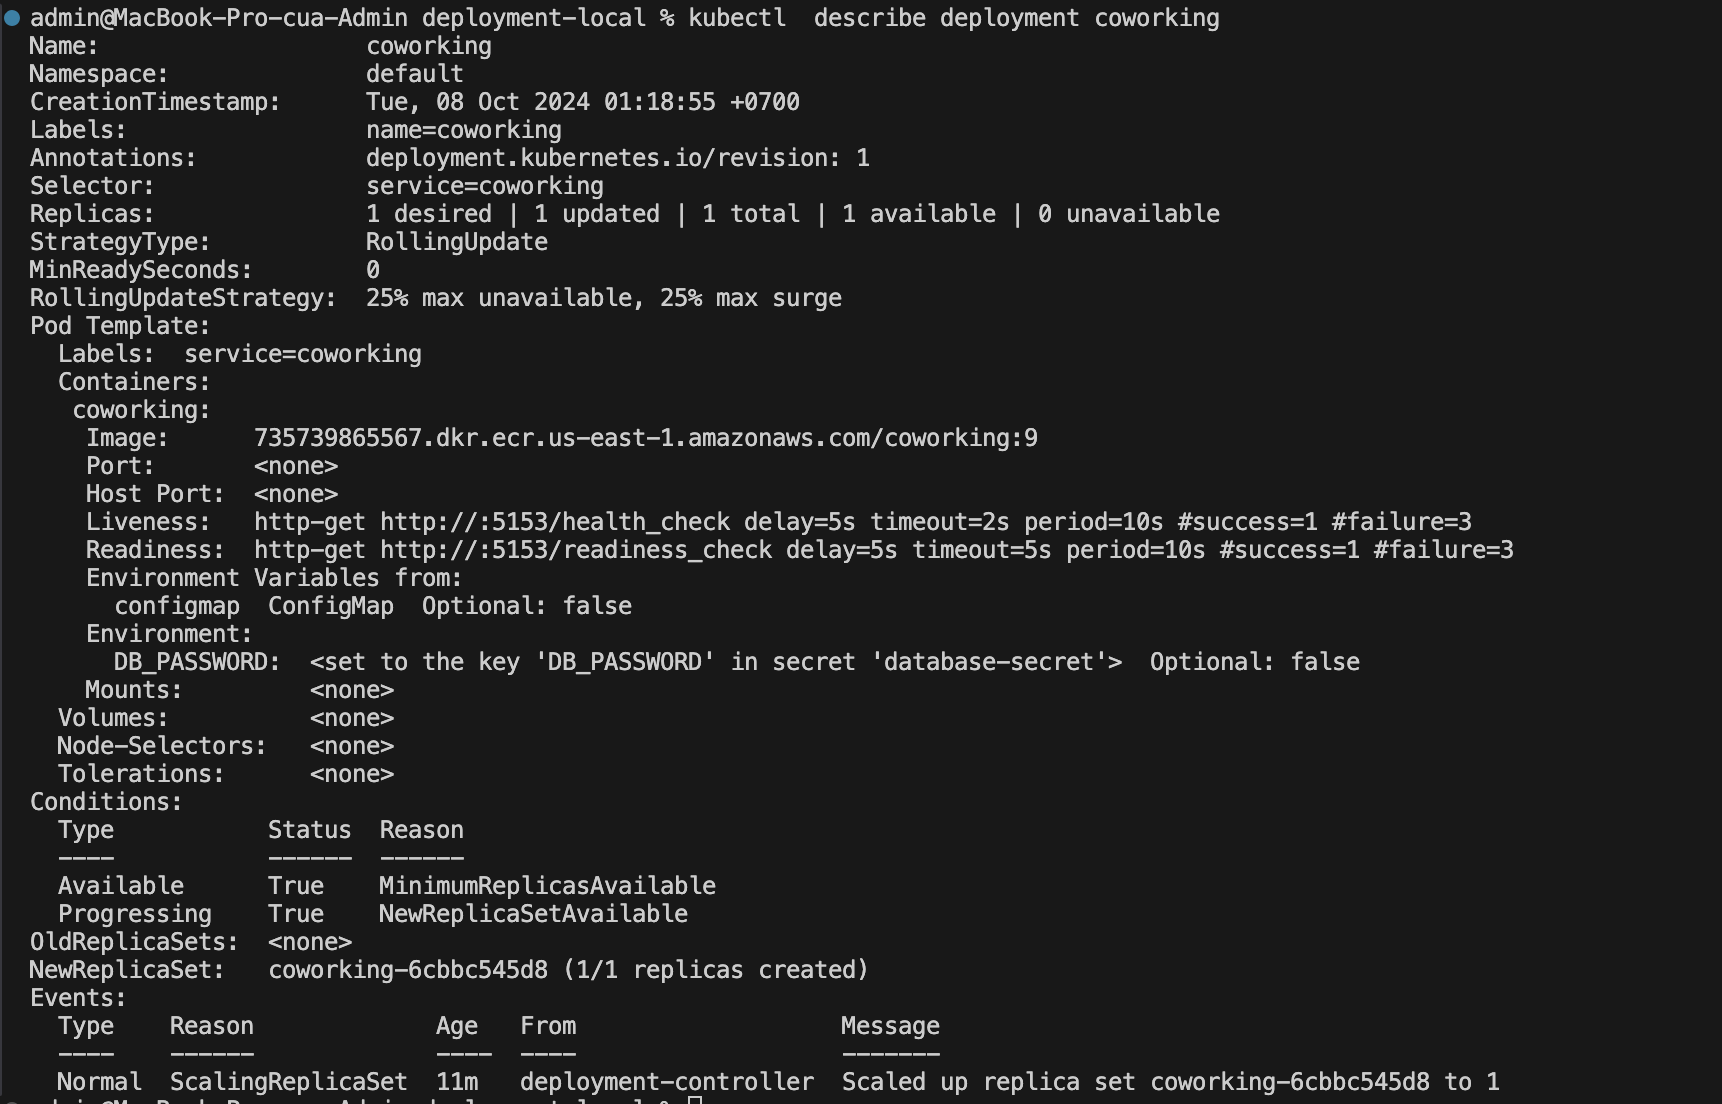 admin@MacBook-Pro-cua-Admin deployment-local % kubectl  describe deployment coworking
Name:                   coworking
Namespace:              default
CreationTimestamp:      Tue, 08 Oct 2024 01:18:55 +0700
Labels:                 name=coworking
Annotations:            deployment.kubernetes.io/revision: 1
Selector:               service=coworking
Replicas:               1 desired | 1 updated | 1 total | 1 available | 0 unavailable
StrategyType:           RollingUpdate
MinReadySeconds:        0
RollingUpdateStrategy:  25% max unavailable, 25% max surge
Pod Template:
  Labels:  service=coworking
  Containers:
   coworking:
    Image:      735739865567.dkr.ecr.us-east-1.amazonaws.com/coworking:9
    Port:       <none>
    Host Port:  <none>
    Liveness:   http-get http://:5153/health_check delay=5s timeout=2s period=10s #success=1 #failure=3
    Readiness:  http-get http://:5153/readiness_check delay=5s timeout=5s period=10s #success=1 #failure=3
    Environment Variables from:
      configmap  ConfigMap  Optional: false
    Environment:
      DB_PASSWORD:  <set to the key 'DB_PASSWORD' in secret 'database-secret'>  Optional: false
    Mounts:         <none>
  Volumes:          <none>
  Node-Selectors:   <none>
  Tolerations:      <none>
Conditions:
  Type           Status  Reason
  ----           ------  ------
  Available      True    MinimumReplicasAvailable
  Progressing    True    NewReplicaSetAvailable
OldReplicaSets:  <none>
NewReplicaSet:   coworking-6cbbc545d8 (1/1 replicas created)
Events:
  Type    Reason             Age   From                   Message
  ----    ------             ----  ----                   -------
  Normal  ScalingReplicaSet  11m   deployment-controller  Scaled up replica set coworking-6cbbc545d8 to 1